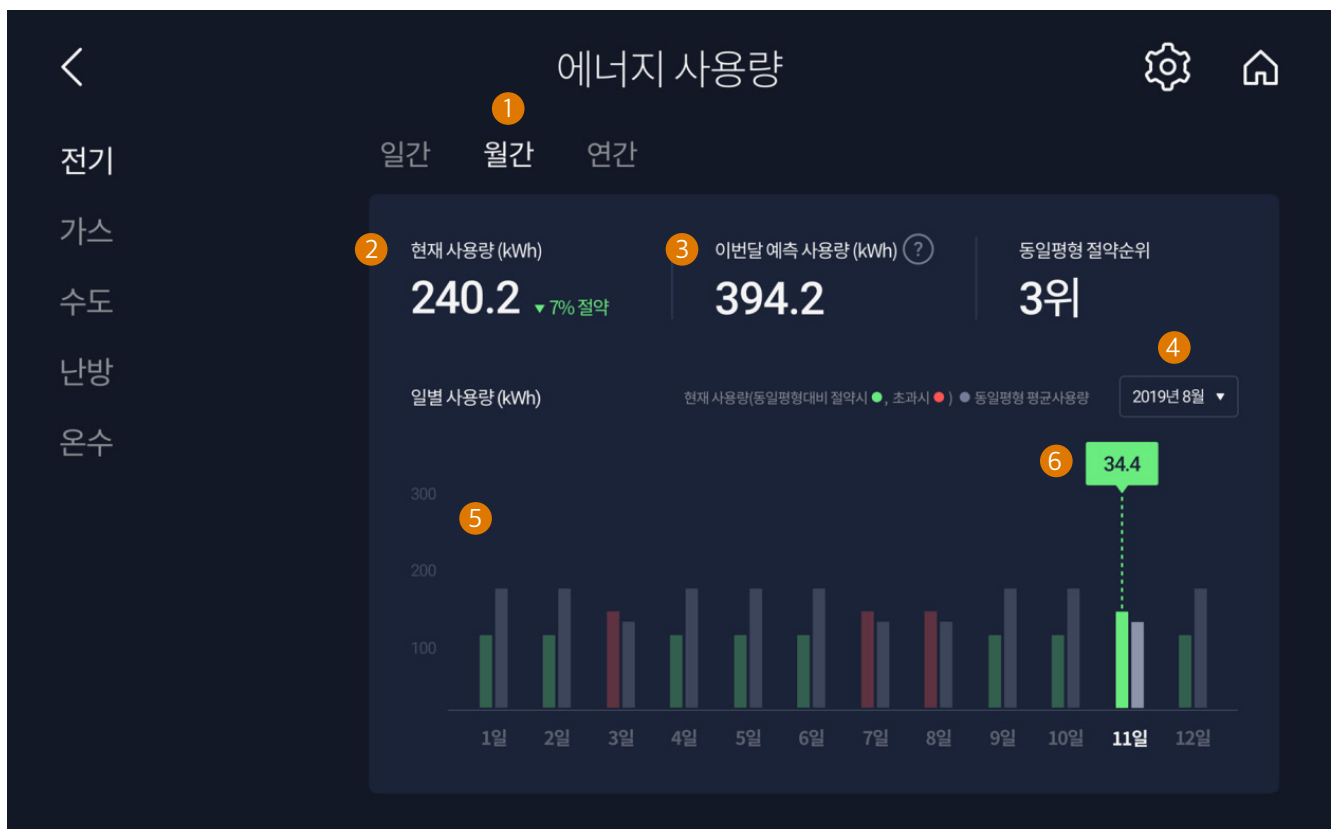 에너지 사용량
1
일간 월간 연간
전기
가스
수도
난방
온수
2 현재 사용량 (kWh)
240.2 ▼ 7% 절약
3 이번달 예측 사용량 (kWh) ?
394.2
동일평형 절약순위
3위
4
일별 사용량 (kWh)
현재 사용량(동일평형대비 절약시 ●, 초과시 ●) ● 동일평형 평균사용량
2019년 8월 ▼
6 34.4
300
5
200
100
1일 2일 3일 4일 5일 6일 7일 8일 9일 10일 11일 12일